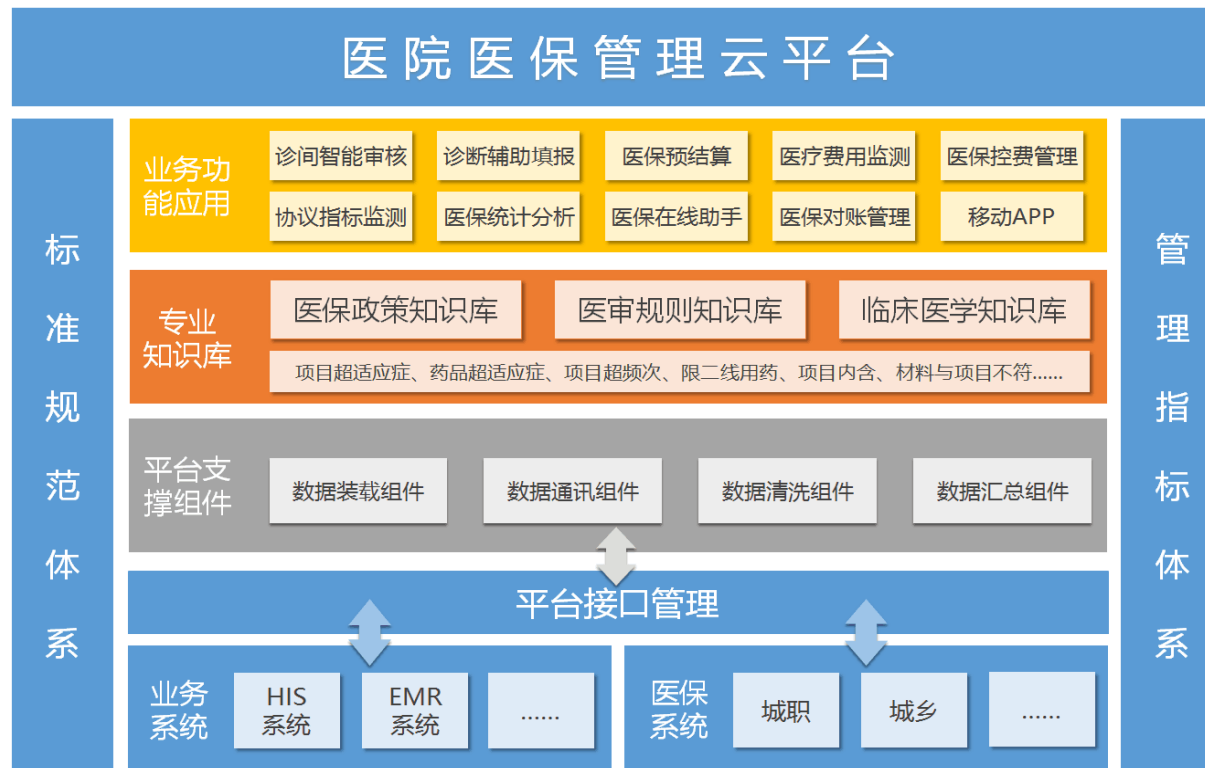 医院医保管理云平台
标
准
规
范
体
系
业务功
能应用
诊间智能审核
诊断辅助填报
医保预结算
医疗费用监测
医保控费管理
协议指标监测
医保统计分析
医保在线助手
医保对账管理
移动APP
专业
知识库
医保政策知识库
医审规则知识库
临床医学知识库
项目超适应症、药品超适应症、项目超频次、限二线用药、项目内含、材料与项目不符......
平台支
撑组件
数据装载组件
数据通讯组件
数据清洗组件
数据汇总组件
平台接口管理
业务
系统
HIS
系统
EMR
系统
......
医保
系统
城职
城乡
......
管
理
指
标
体
系